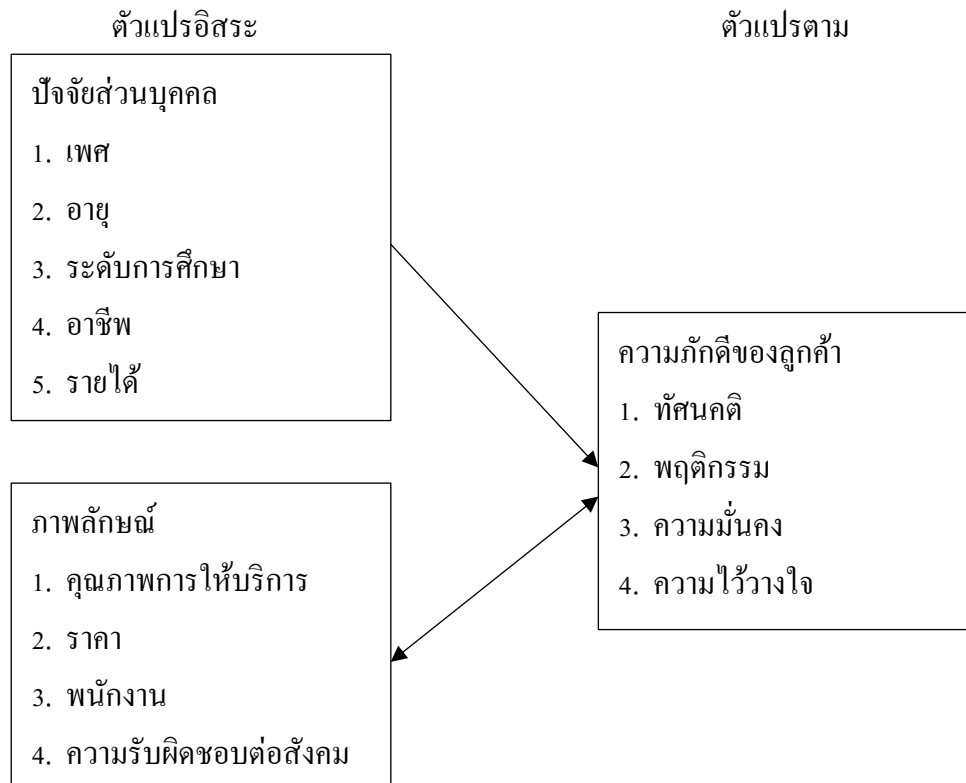 ตัวแปรอิสระ
ตัวแปรตาม
ปัจจัยส่วนบุคคล
1. เพศ
2. อายุ
3. ระดับการศึกษา
4. อาชีพ
5. รายได้
ความภักดีของลูกค้า
1. ทัศนคติ
2. พฤติกรรม
3. ความมั่นคง
4. ความไว้วางใจ
ภาพลักษณ์
1. คุณภาพการให้บริการ
2. ราคา
3. พนักงาน
4. ความรับผิดชอบต่อสังคม